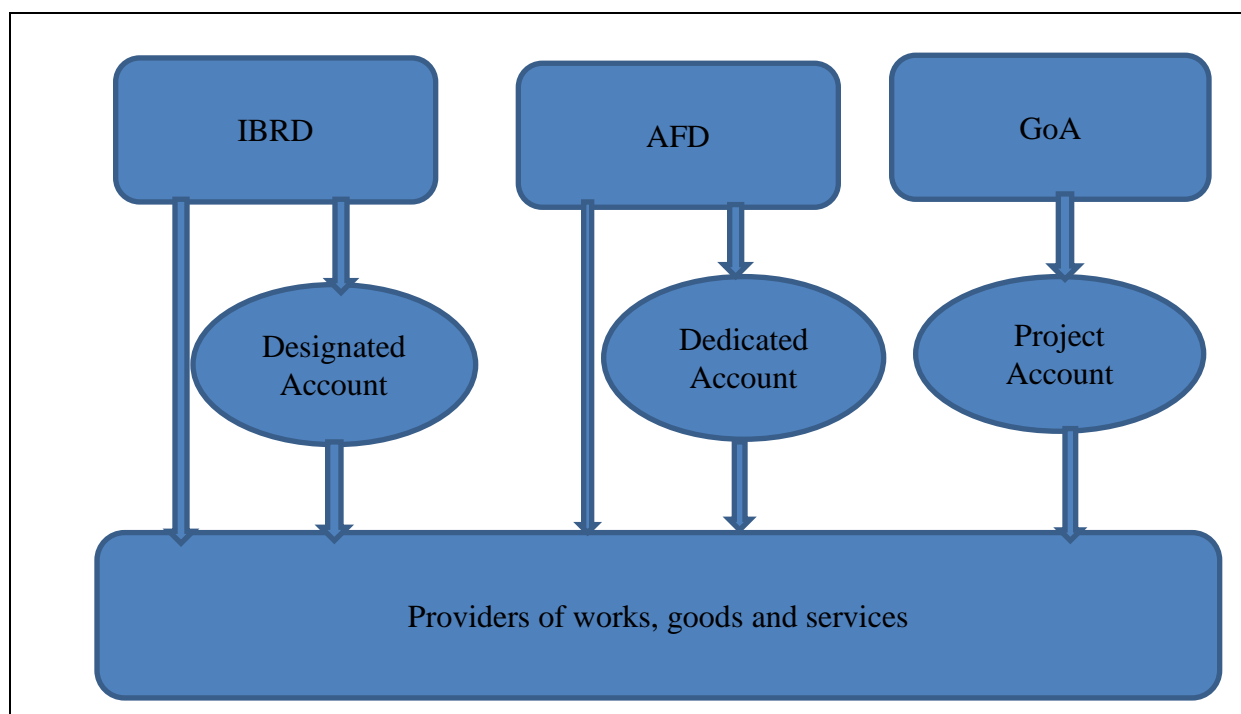 IBRD
AFD
GoA
Designated
Account
Dedicated
Account
Project
Account
Providers of works, goods and services